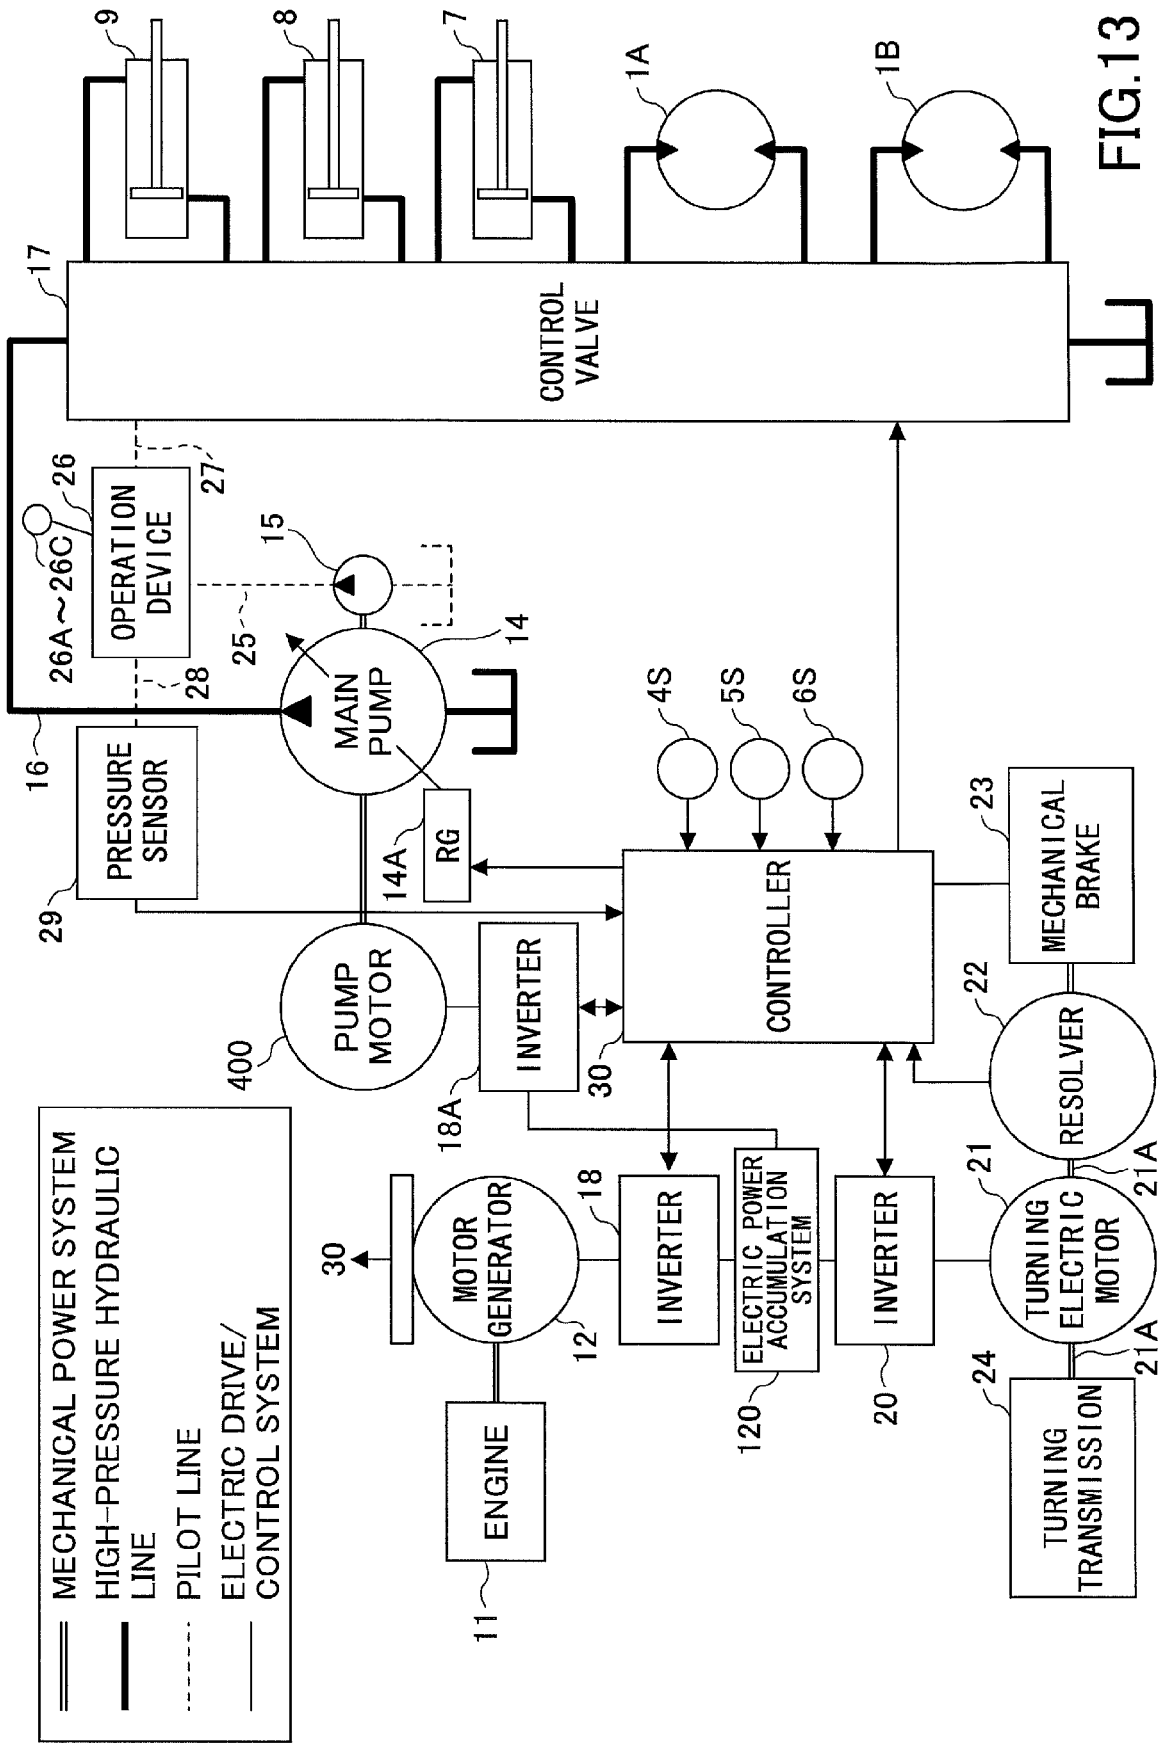 MECHANICAL POWER SYSTEM
HIGH-PRESSURE HYDRAULIC
LINE
PILOT LINE
ELECTRIC DRIVE/
CONTROL SYSTEM
29
PRESSURE
SENSOR
16
28
26A～26C
26
OPERATION
DEVICE
27
25
17
CONTROL
VALVE
9
8
7
1A
1B
400
PUMP
MOTOR
14A
RG
MAIN
PUMP
14
15
11
ENGINE
12
MOTOR
GENERATOR
30
18
INVERTER
18A
INVERTER
30
CONTROLLER
4S
5S
6S
120
ELECTRIC POWER
ACCUMULATION
SYSTEM
20
INVERTER
24
TURNING
TRANSMISSION
21A
TURNING
ELECTRIC
MOTOR
21
21A
RESOLVER
22
MECHANICAL
BRAKE
23
FIG.13